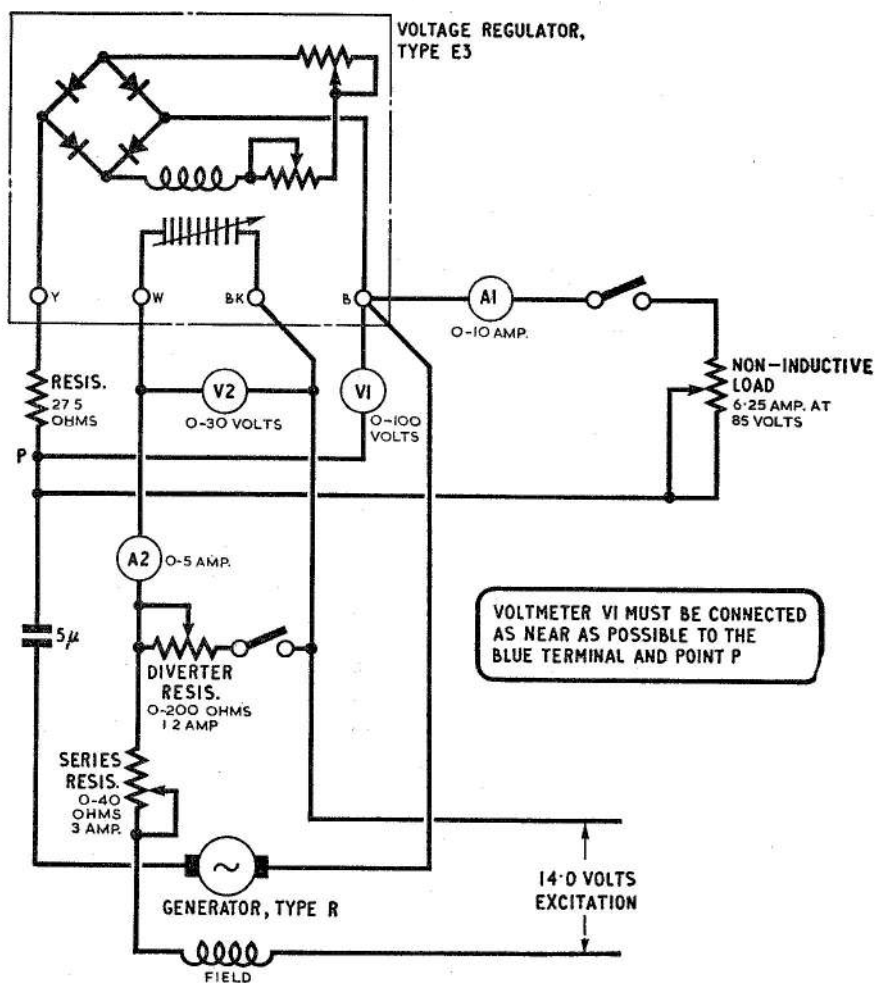 VOLTAGE REGULATOR,
TYPE E3
Y
W
BK
B
A1
0-10 AMP.
RESIS.
27 5
OHMS
V2
0-30 VOLTS
V1
0-100
VOLTS
NON-INDUCTIVE
LOAD
6·25 AMP. AT
85 VOLTS
P
A2
0-5 AMP.
5μ
DIVERTER
RESIS.
0-200 OHMS
1 2 AMP
VOLTMETER V1 MUST BE CONNECTED
AS NEAR AS POSSIBLE TO THE
BLUE TERMINAL AND POINT P
SERIES
RESIS.
0-40
OHMS
3 AMP.
GENERATOR, TYPE R
14·0 VOLTS
EXCITATION
FIELD